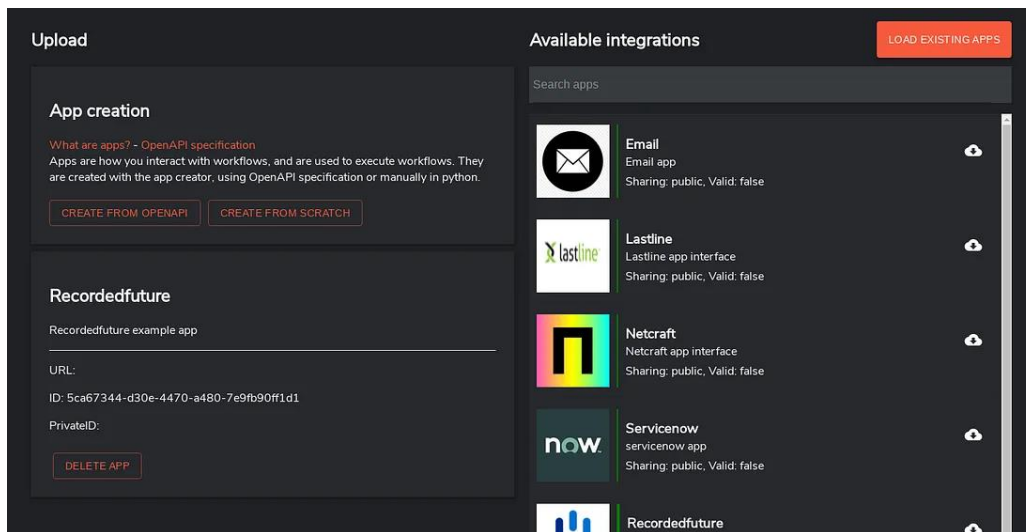 Upload
App creation
What are apps? - OpenAPI specification
Apps are how you interact with workflows, and are used to execute workflows. They
are created with the app creator, using OpenAPI specification or manually in python.
CREATE FROM OPENAPI
CREATE FROM SCRATCH
Recordedfuture
Recordedfuture example app
URL:
ID: 5ca67344-d30e-4470-a480-7e9fb90ff1d1
PrivateID:
DELETE APP
Available integrations
LOAD EXISTING APPS
Search apps
Email
Email app
Sharing: public, Valid: false
lastline
Lastline
Lastline app interface
Sharing: public, Valid: false
Netcraft
Netcraft app interface
Sharing: public, Valid: false
now
Servicenow
servicenow app
Sharing: public, Valid: false
Recordedfuture